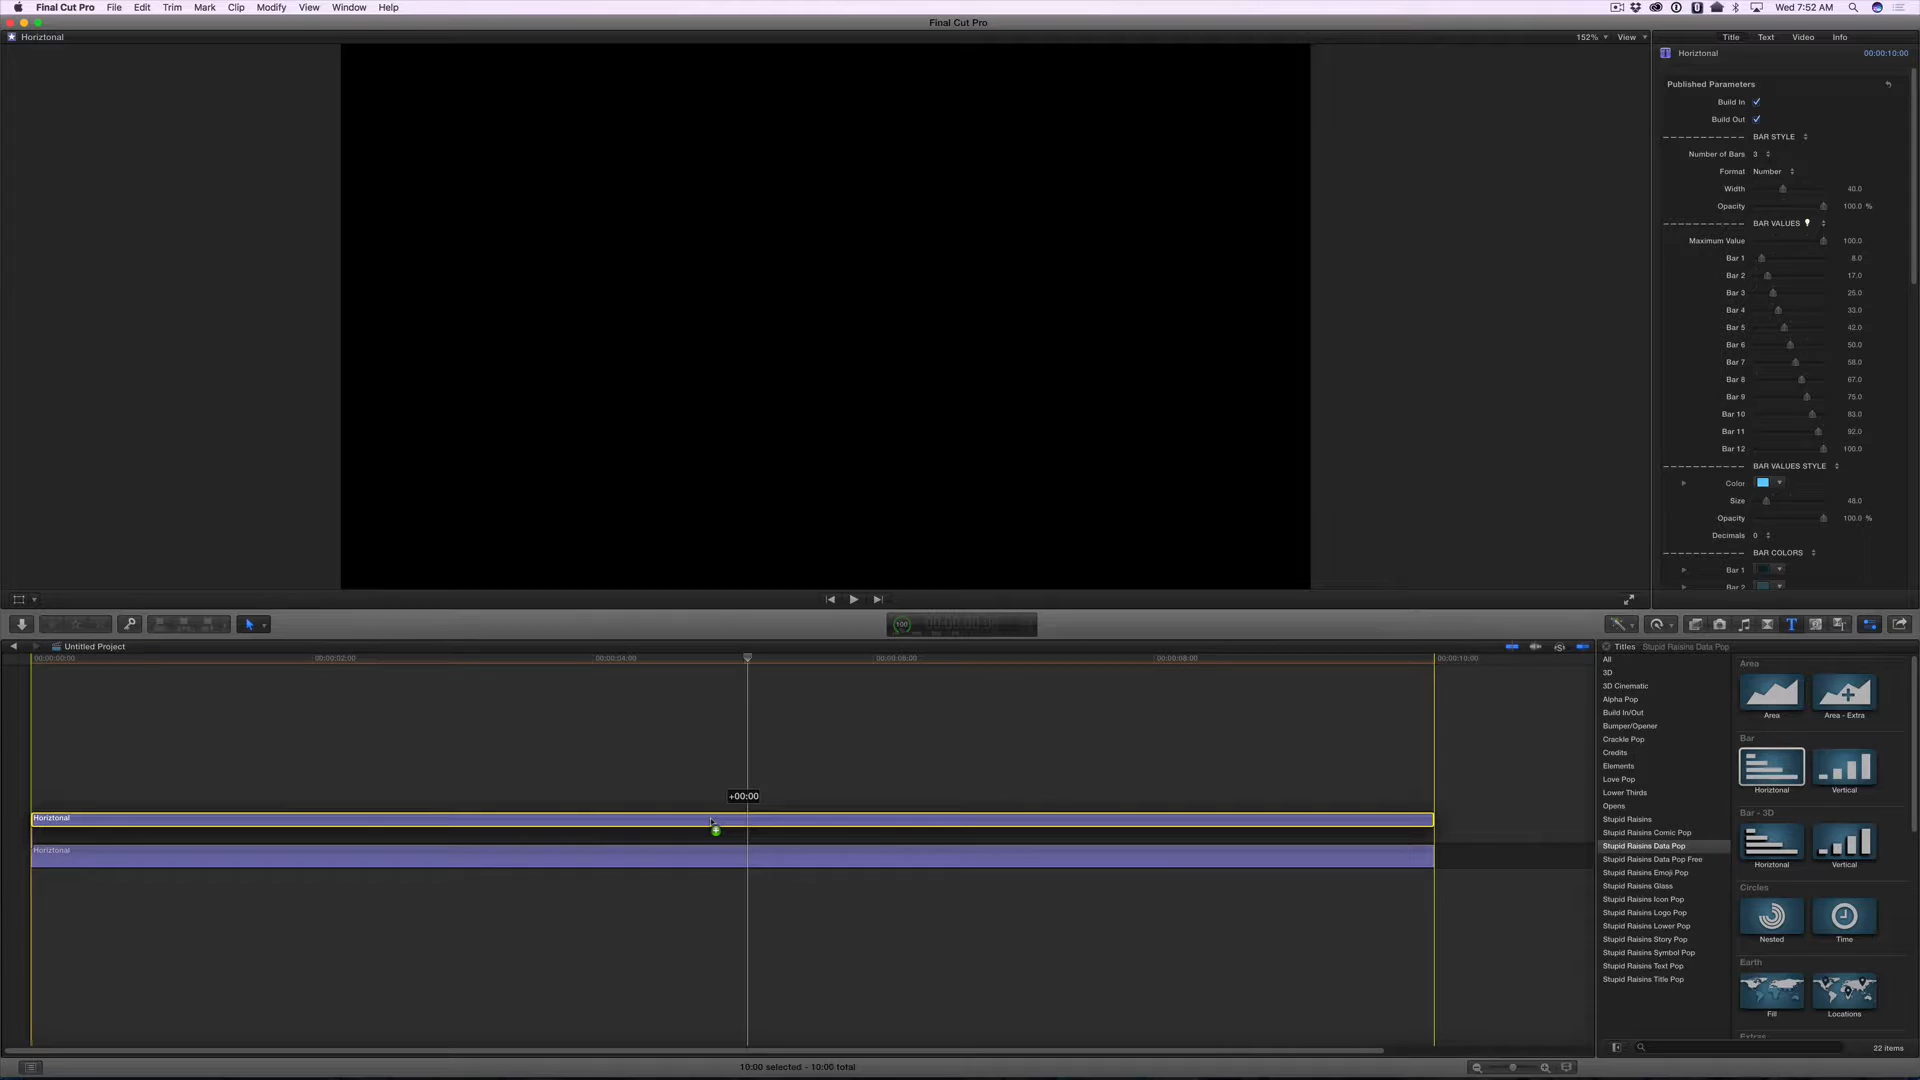 Final Cut Pro File Edit Trim Mark Clip Modify View Window Help Wed 7:52 AM
Final Cut Pro
Horiztonal 152% View Title Text Video Info
Horiztonal 00:00:10:00
Published Parameters
Build In
Build Out
BAR STYLE
Number of Bars 3
Format Number
Width 40.0
Opacity 100.0 %
BAR VALUES
Maximum Value 100.0
Bar 1 8.0
Bar 2 17.0
Bar 3 25.0
Bar 4 33.0
Bar 5 42.0
Bar 6 50.0
Bar 7 58.0
Bar 8 67.0
Bar 9 75.0
Bar 10 83.0
Bar 11 92.0
Bar 12 100.0
BAR VALUES STYLE
Color
Size 48.0
Opacity 100.0 %
Decimals 0
BAR COLORS
Bar 1
Bar 2
100
Untitled Project
00:00:00:00 00:00:02:00 00:00:04:00 00:00:06:00 00:00:08:00 00:00:10:00
+00:00
Horiztonal
Horiztonal
10:00 selected - 10:00 total
Titles Stupid Raisins Data Pop
All
3D
3D Cinematic
Alpha Pop
Build In/Out
Bumper/Opener
Crackle Pop
Credits
Elements
Love Pop
Lower Thirds
Opens
Stupid Raisins
Stupid Raisins Comic Pop
Stupid Raisins Data Pop
Stupid Raisins Data Pop Free
Stupid Raisins Emoji Pop
Stupid Raisins Glass
Stupid Raisins Icon Pop
Stupid Raisins Logo Pop
Stupid Raisins Lower Pop
Stupid Raisins Story Pop
Stupid Raisins Symbol Pop
Stupid Raisins Text Pop
Stupid Raisins Title Pop
Area
Area Area - Extra
Bar
Horiztonal Vertical
Bar - 3D
Horiztonal Vertical
Circles
Nested Time
Earth
Fill Locations
Extras
22 items